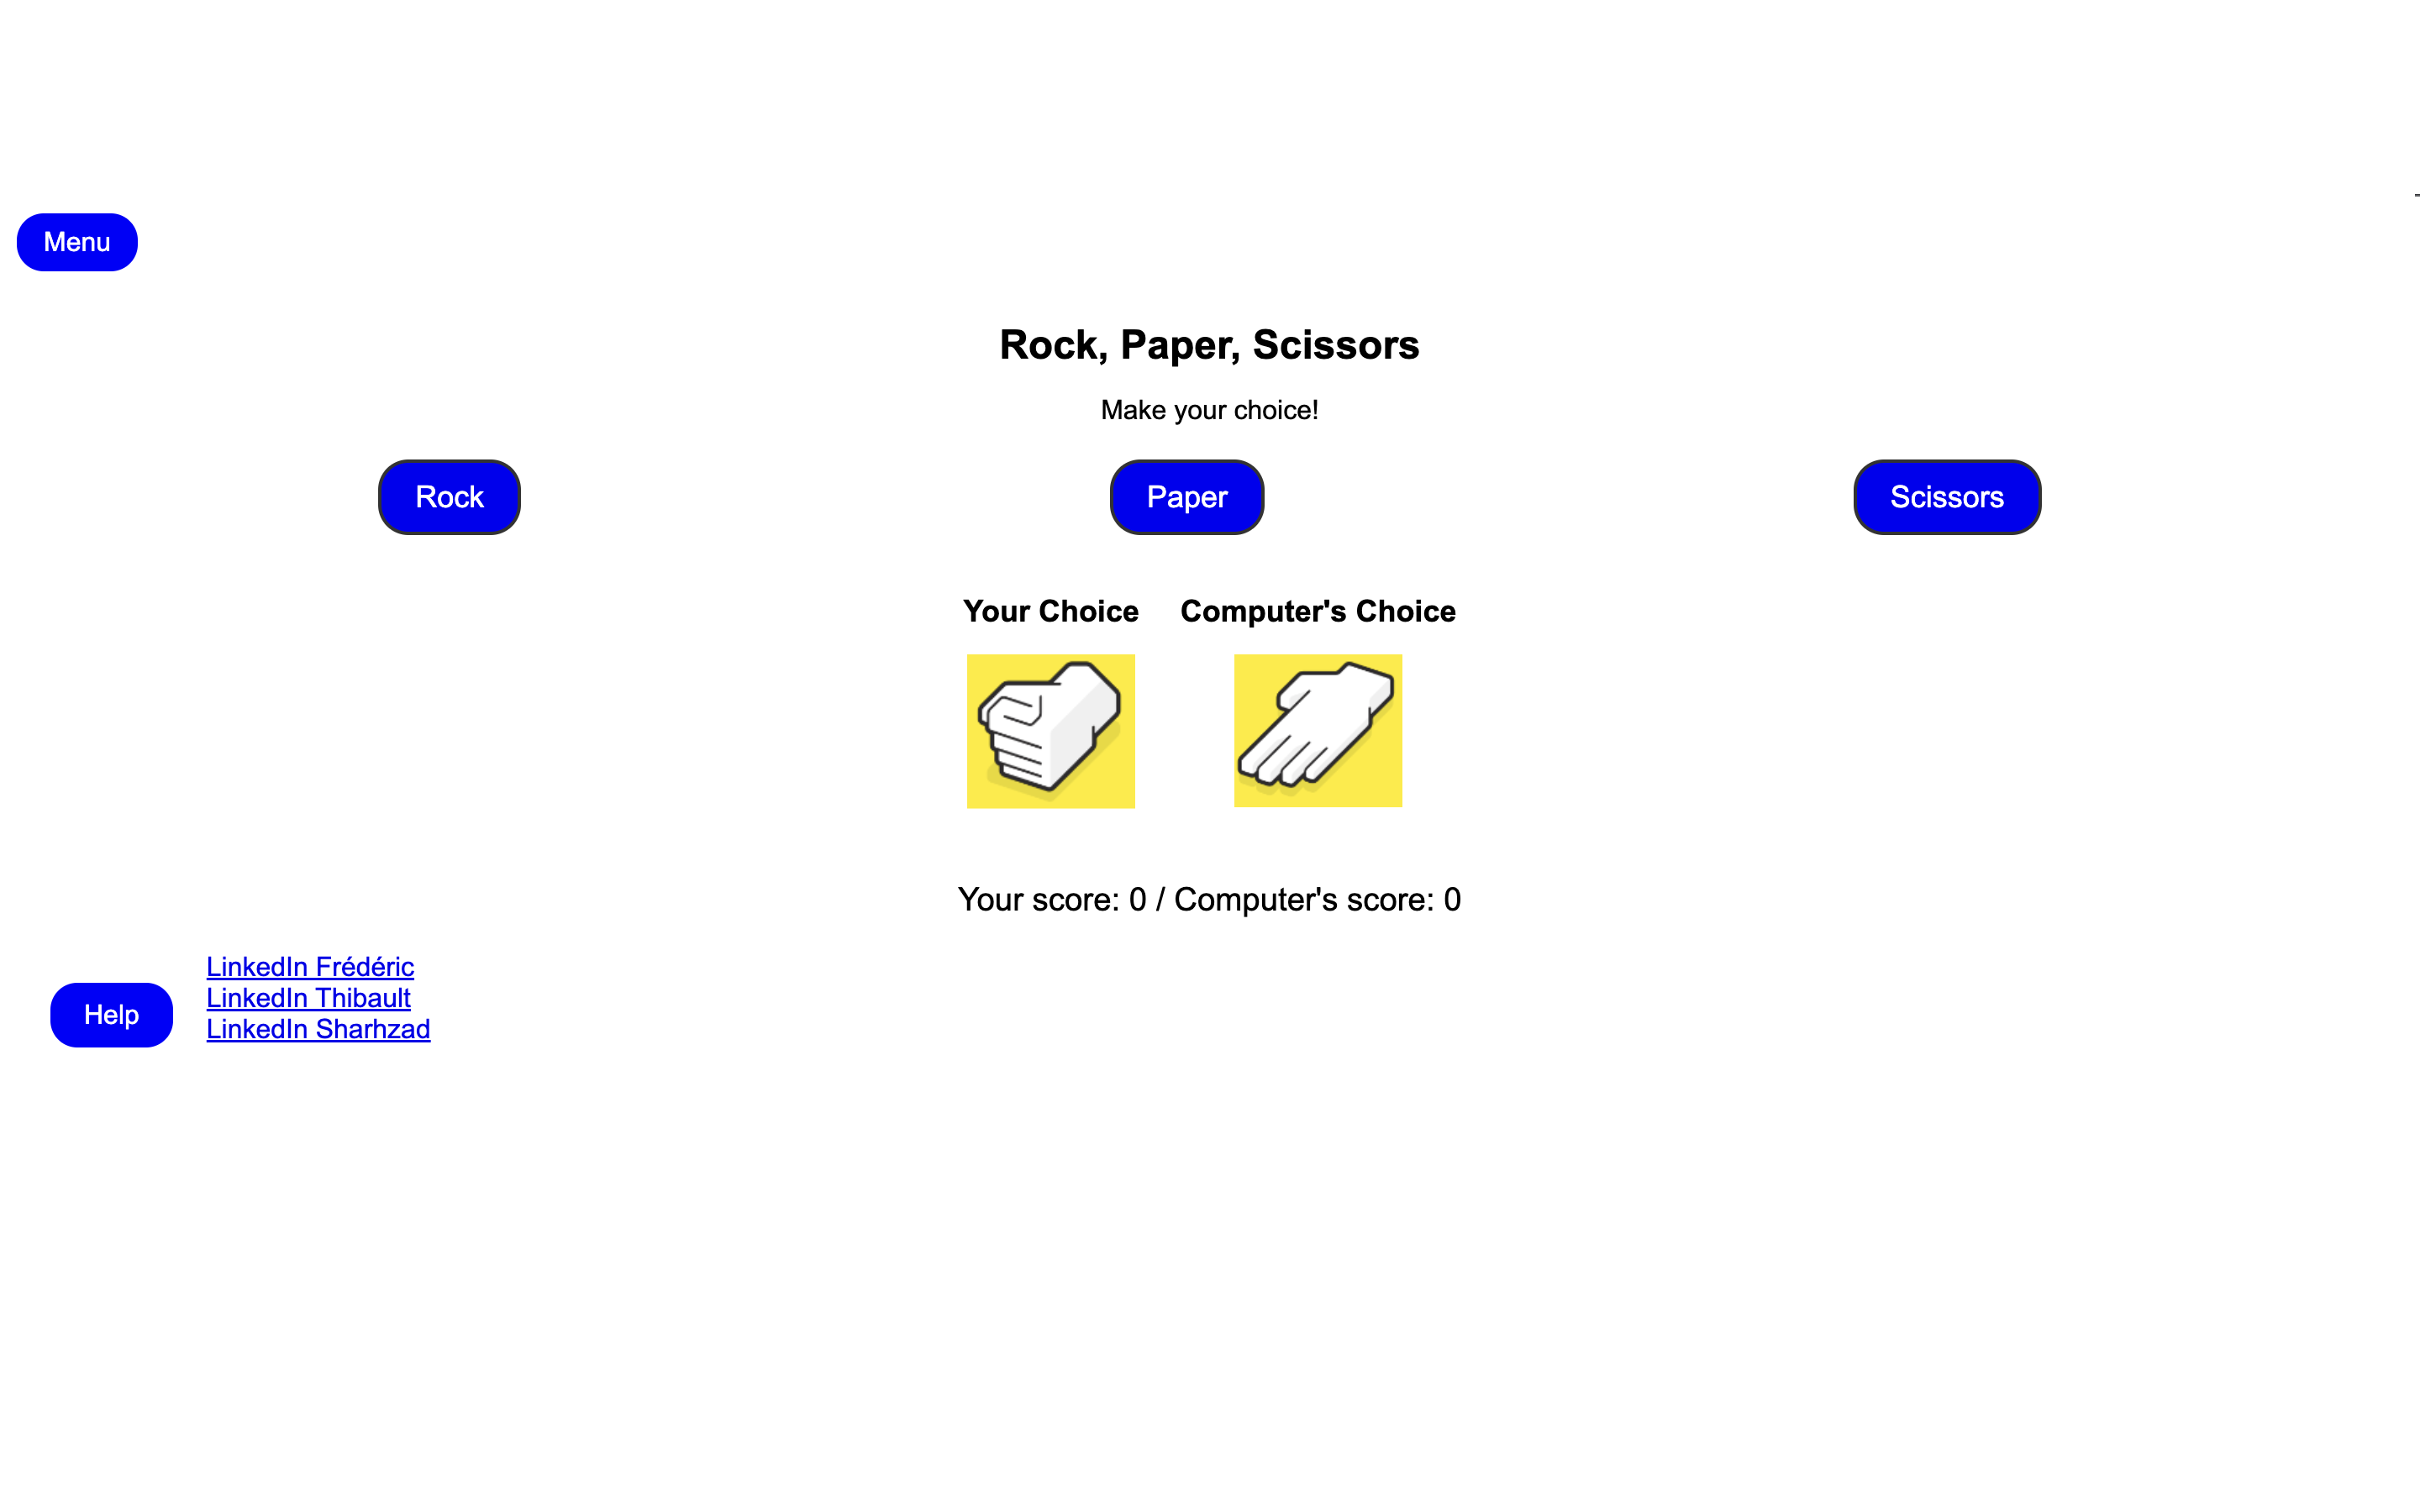 Menu
Rock, Paper, Scissors
Make your choice!
Rock
Paper
Scissors
Your Choice
Computer's Choice
Your score: 0 / Computer's score: 0
LinkedIn Frédéric
LinkedIn Thibault
LinkedIn Sharhzad
Help